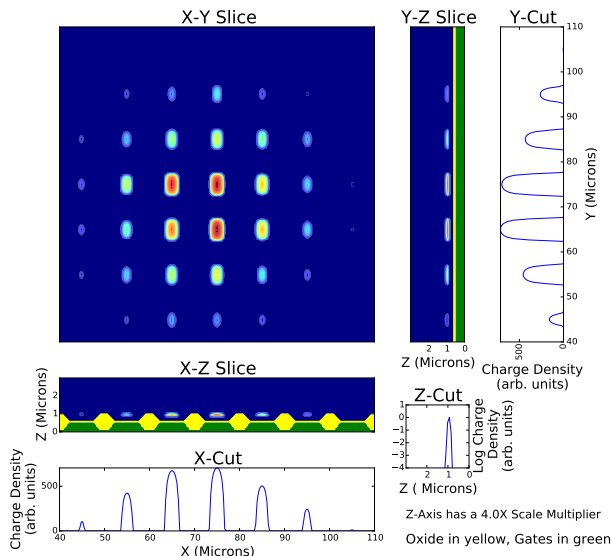 X-Y Slice
Y-Z Slice
Y-Cut
110
100
90
80
70
60
50
40
Y (Microns)
2 1 0
Z (Microns)
500 0
Charge Density
(arb. units)
X-Z Slice
3
2
1
0
Z (Microns)
Z-Cut
1
0
−1
−2
−3
−4
Log Charge
Density
(arb. units)
2 1 0
Z ( Microns)
X-Cut
500
0
Charge Density
(arb. units)
40 50 60 70 80 90 100 110
X (Microns)
Z-Axis has a 4.0X Scale Multiplier
Oxide in yellow, Gates in green